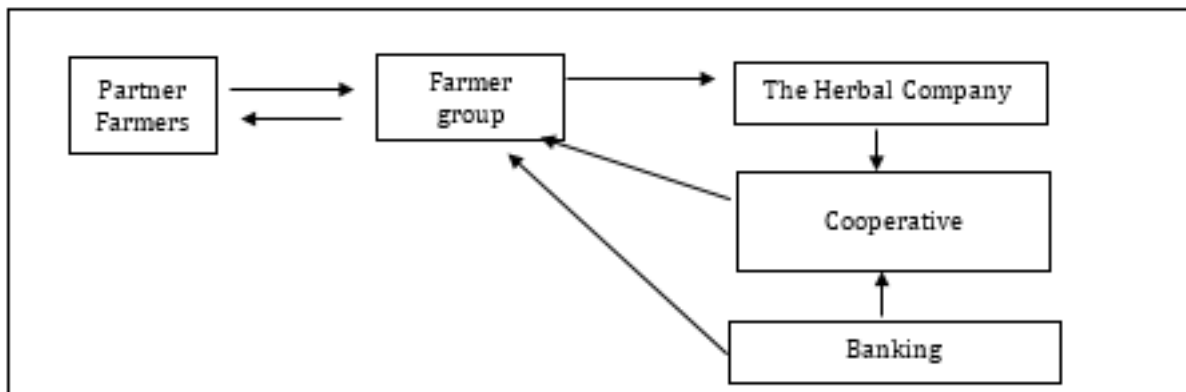 Partner
Farmers
Farmer
group
The Herbal Company
Cooperative
Banking